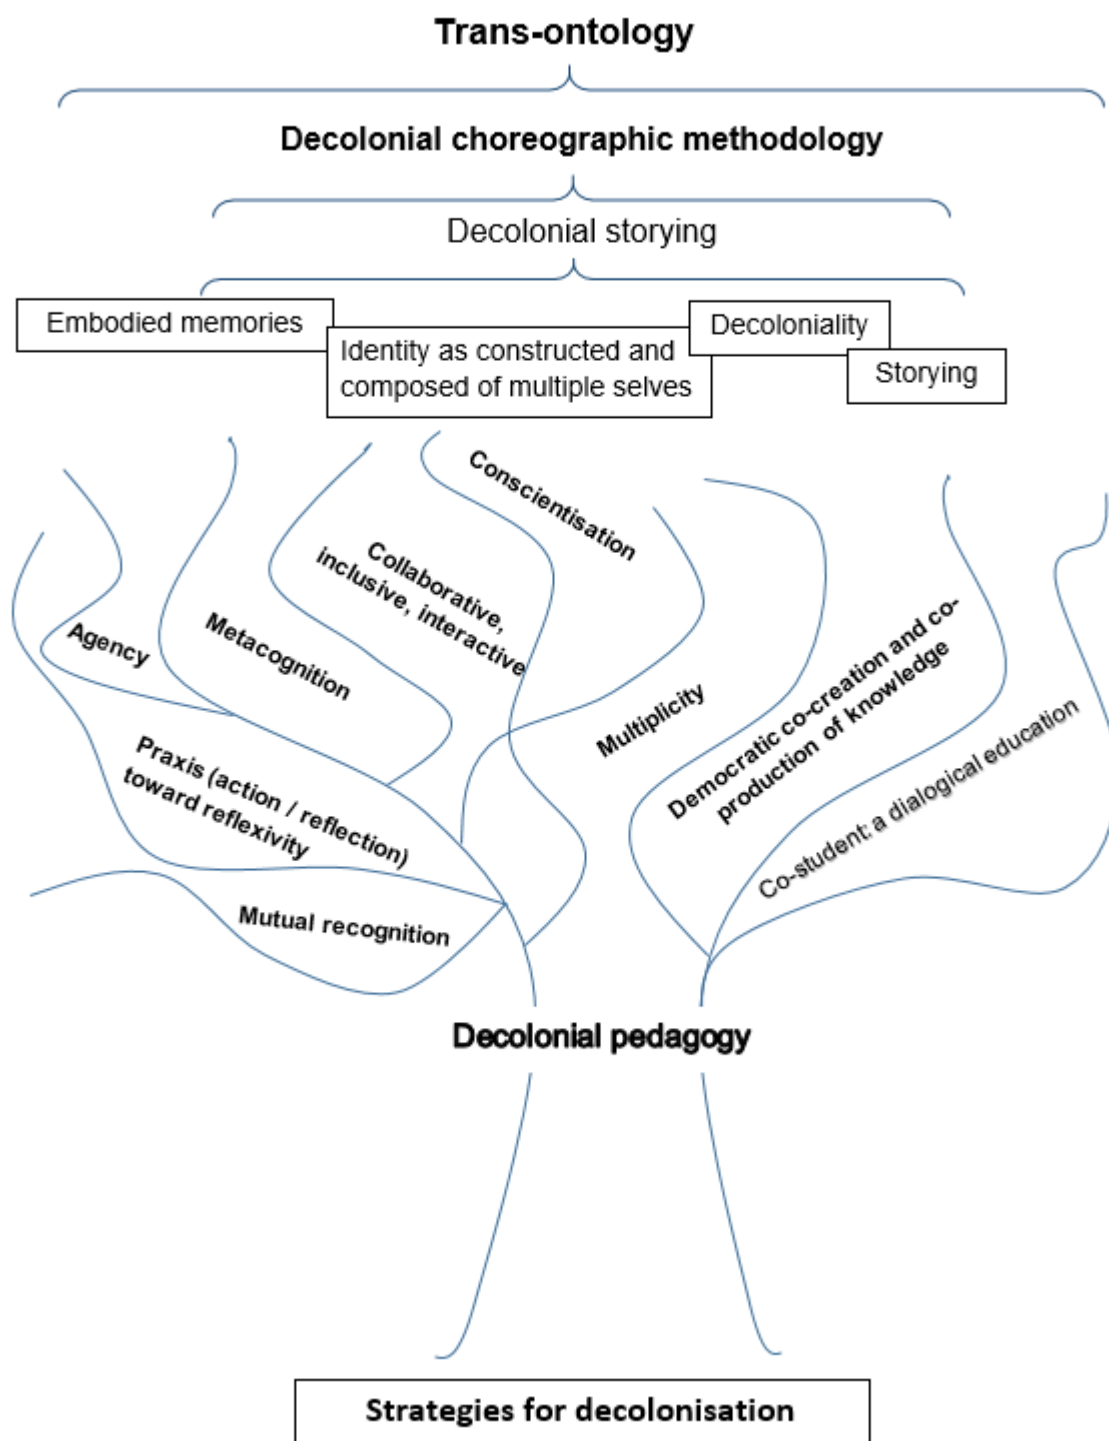 Trans-ontology
Decolonial choreographic methodology
Decolonial storying
Embodied memories
Identity as constructed and
composed of multiple selves
Decoloniality
Storying
Conscientisation
Collaborative,
inclusive, interactive
Agency
Metacognition
Multiplicity
Democratic co-creation and co-
production of knowledge
Praxis (action / reflection)
toward reflexivity
Co-student: a dialogical education
Mutual recognition
Decolonial pedagogy
Strategies for decolonisation